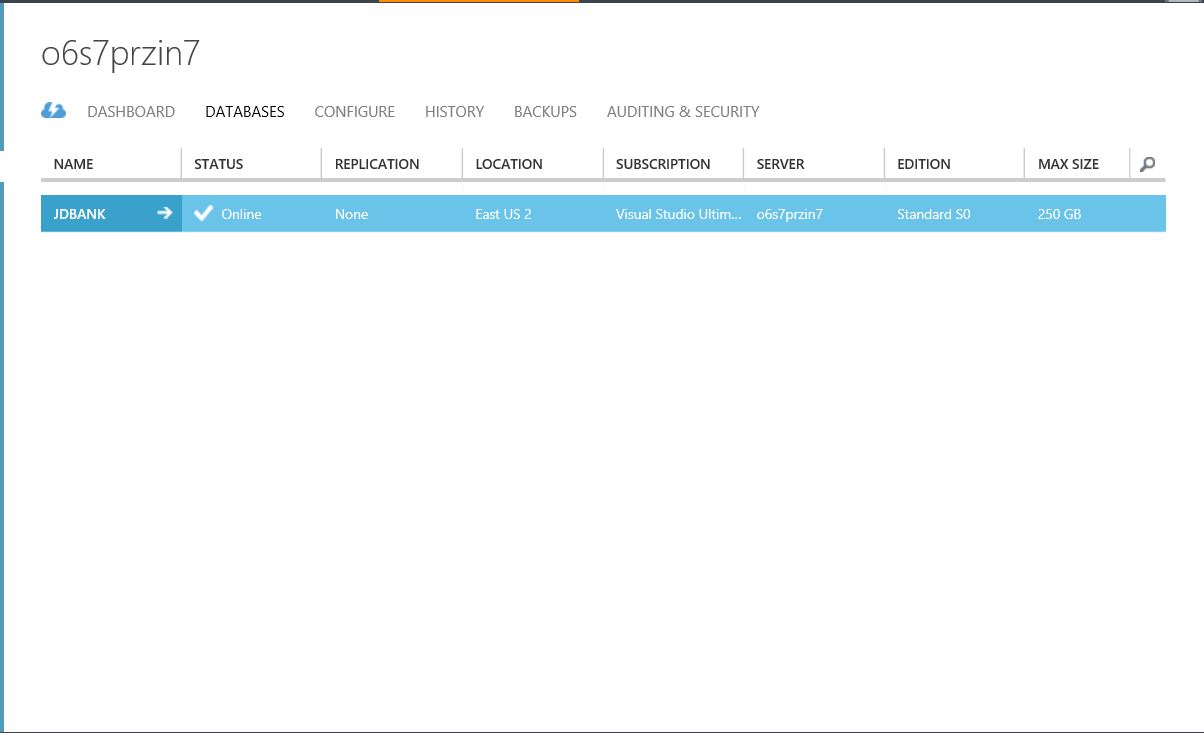 o6s7przin7
DASHBOARD DATABASES CONFIGURE HISTORY BACKUPS AUDITING & SECURITY
NAME STATUS REPLICATION LOCATION SUBSCRIPTION SERVER EDITION MAX SIZE
JDBANK Online None East US 2 Visual Studio Ultim... o6s7przin7 Standard S0 250 GB